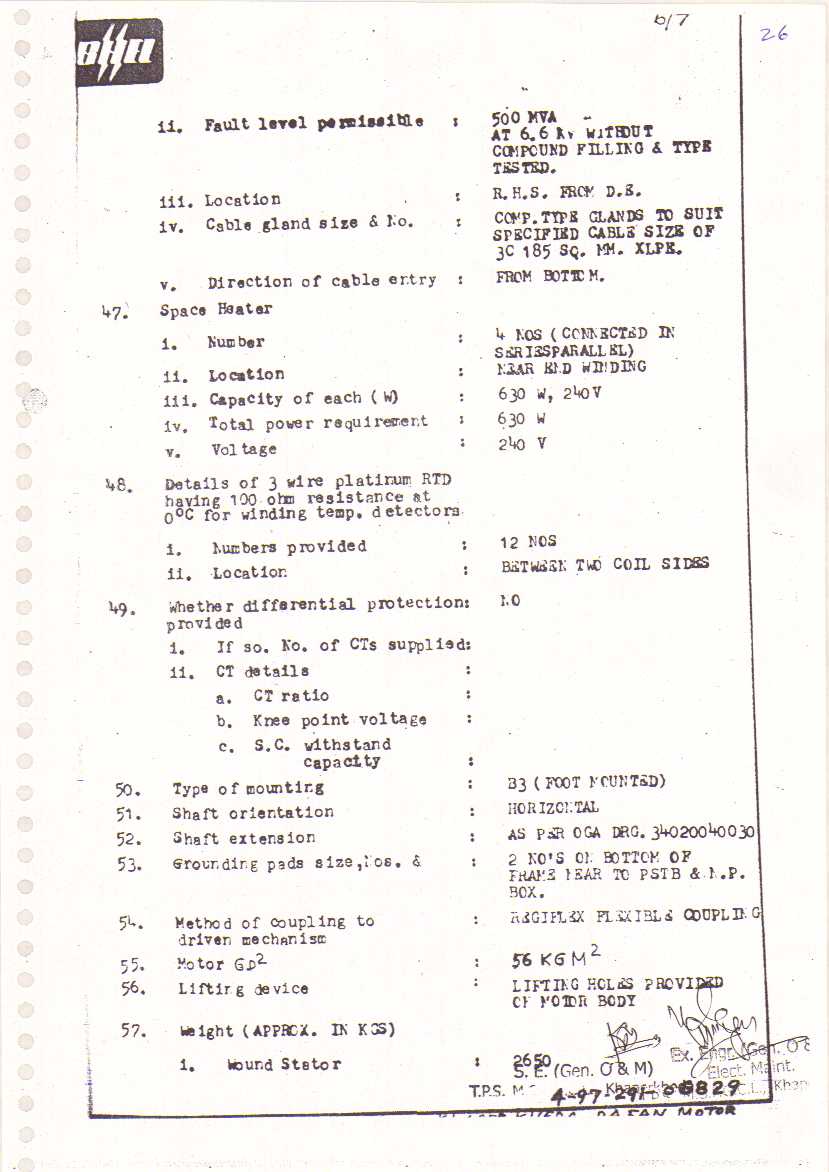 b/7
26
BHEL
ii. Fault level permissible : 500 MVA
AT 6.6 kv WITHOUT
COMPOUND FILLING & TYPE
TESTED.
iii. Location : R.H.S. FROM D.E.
iv. Cable gland size & No. : COMP.TYPE GLANDS TO SUIT
SPECIFIED CABLE SIZE OF
3C 185 SQ. MM. XLPE.
v. Direction of cable entry : FROM BOTTOM.
47. Space Heater
i. Number : 4 NOS (CONNECTED IN
SERIESPARALLEL)
ii. Location : NEAR END WINDING
iii. Capacity of each (W) : 630 W, 240V
iv. Total power requirement : 630 W
v. Voltage : 240 V
48. Details of 3 wire platinum RTD
having 100 ohm resistance at
0°C for winding temp. detectors.
i. Numbers provided : 12 NOS
ii. Location : BETWEEN TWO COIL SIDES
49. Whether differential protection: NO
provided
i. If so. No. of CTs supplied:
ii. CT details :
a. CT ratio :
b. Knee point voltage :
c. S.C. withstand
capacity :
50. Type of mounting : B3 (FOOT MOUNTED)
51. Shaft orientation : HORIZONTAL
52. Shaft extension : AS PER OGA DRG. 34020040030
53. Grounding pads size,Nos. & : 2 NO'S ON BOTTOM OF
FRAME NEAR TO PSTB & N.P.
BOX.
54. Method of coupling to : REGIFLEX FLEXIBLE COUPLING
driven mechanism
55. Motor GD² : 56 KGM²
56. Lifting device : LIFTING HOLES PROVIDED
OF MOTOR BODY
57. Weight (APPROX. IN KGS)
i. Wound Stator : 2650
S. E. (Gen. O & M) Ex. Engr. (Gen. O &
Elect. Maint.
T.P.S.
4-97-291-06829
MOTOR